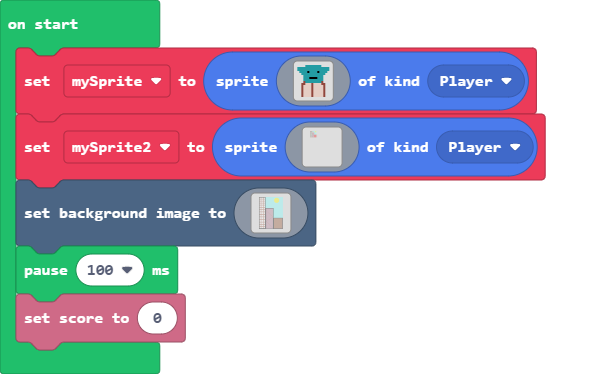 on start
set mySprite to sprite of kind Player
set mySprite2 to sprite of kind Player
set background image to
pause 100 ms
set score to 0